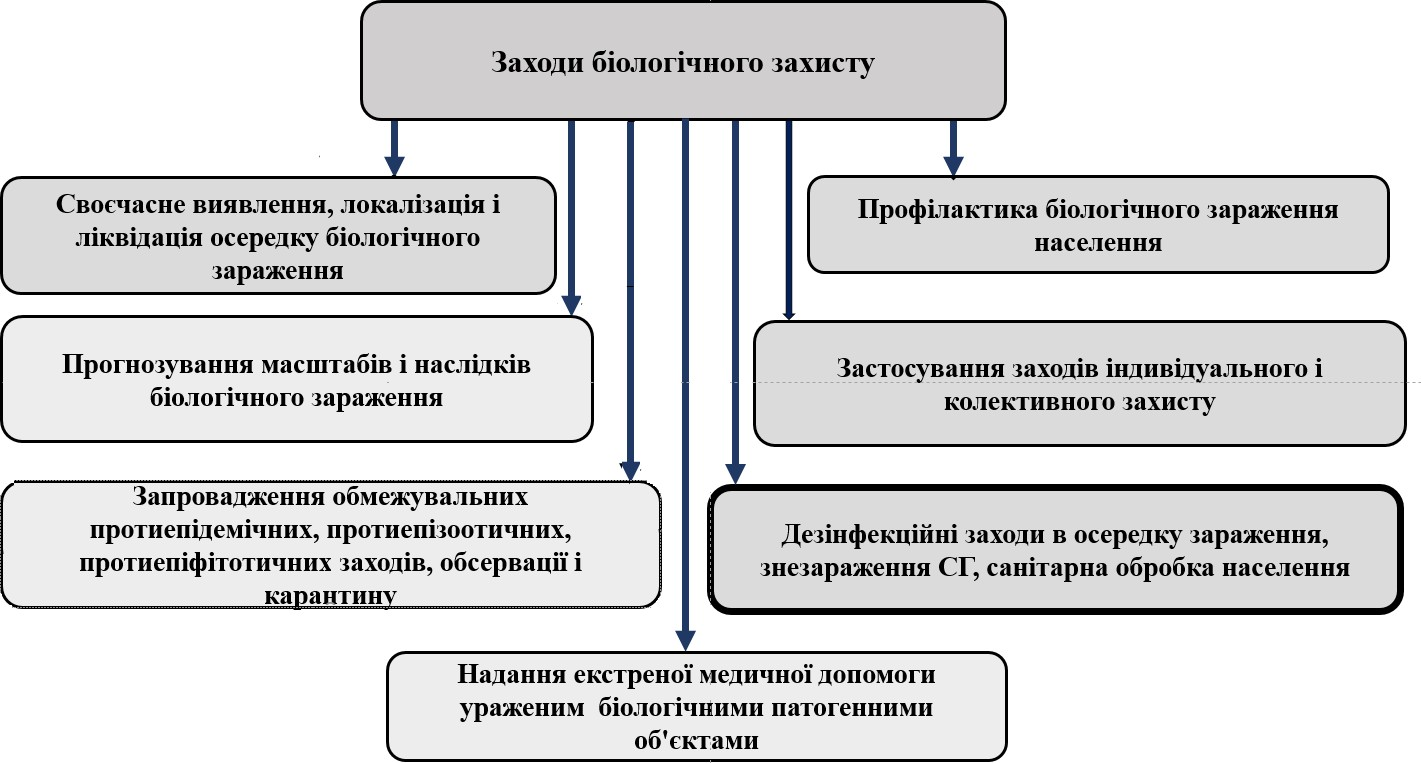 Заходи біологічного захисту
Своєчасне виявлення, локалізація і
ліквідація осередку біологічного
зараження
Профілактика біологічного зараження
населення
Прогнозування масштабів і наслідків
біологічного зараження
Застосування заходів індивідуального і
колективного захисту
Запровадження обмежувальних
протиепідемічних, протиепізоотичних,
протиепіфітотичних заходів, обсервації і
карантину
Дезінфекційні заходи в осередку зараження,
знезараження СГ, санітарна обробка населення
Надання екстреної медичної допомоги
ураженим біологічними патогенними
об'єктами